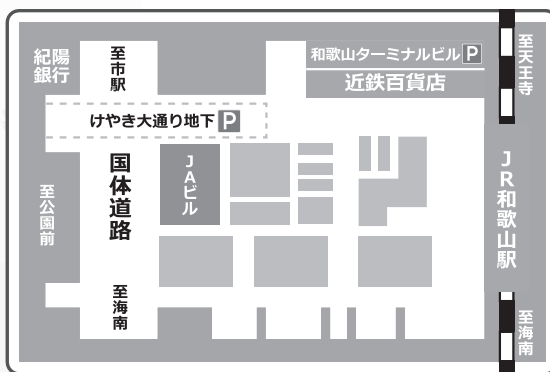 紀陽
銀行
至市駅
和歌山ターミナルビル P
近鉄百貨店
至天王寺
けやき大通り地下 P
国体道路
JAビル
至公園前
JR和歌山駅
至海南
至海南